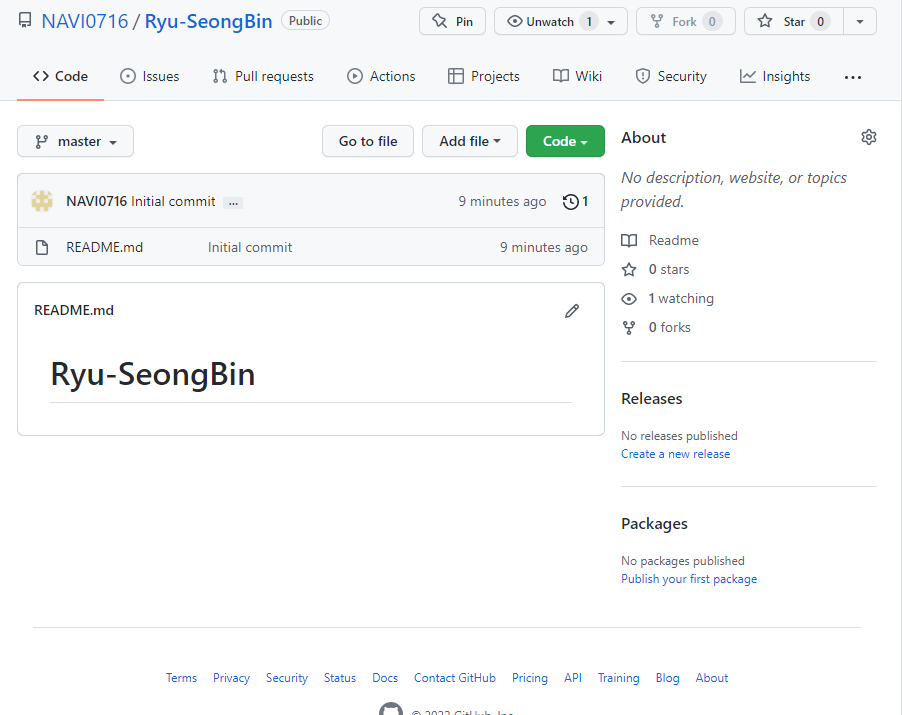 NAVI0716 / Ryu-SeongBin Public Pin Unwatch 1 Fork 0 Star 0
Code Issues Pull requests Actions Projects Wiki Security Insights ...
master Go to file Add file Code
NAVI0716 Initial commit ... 9 minutes ago 1
README.md Initial commit 9 minutes ago
README.md
Ryu-SeongBin
About
No description, website, or topics
provided.
Readme
0 stars
1 watching
0 forks
Releases
No releases published
Create a new release
Packages
No packages published
Publish your first package
Terms Privacy Security Status Docs Contact GitHub Pricing API Training Blog About
© 2022 GitHub, Inc.